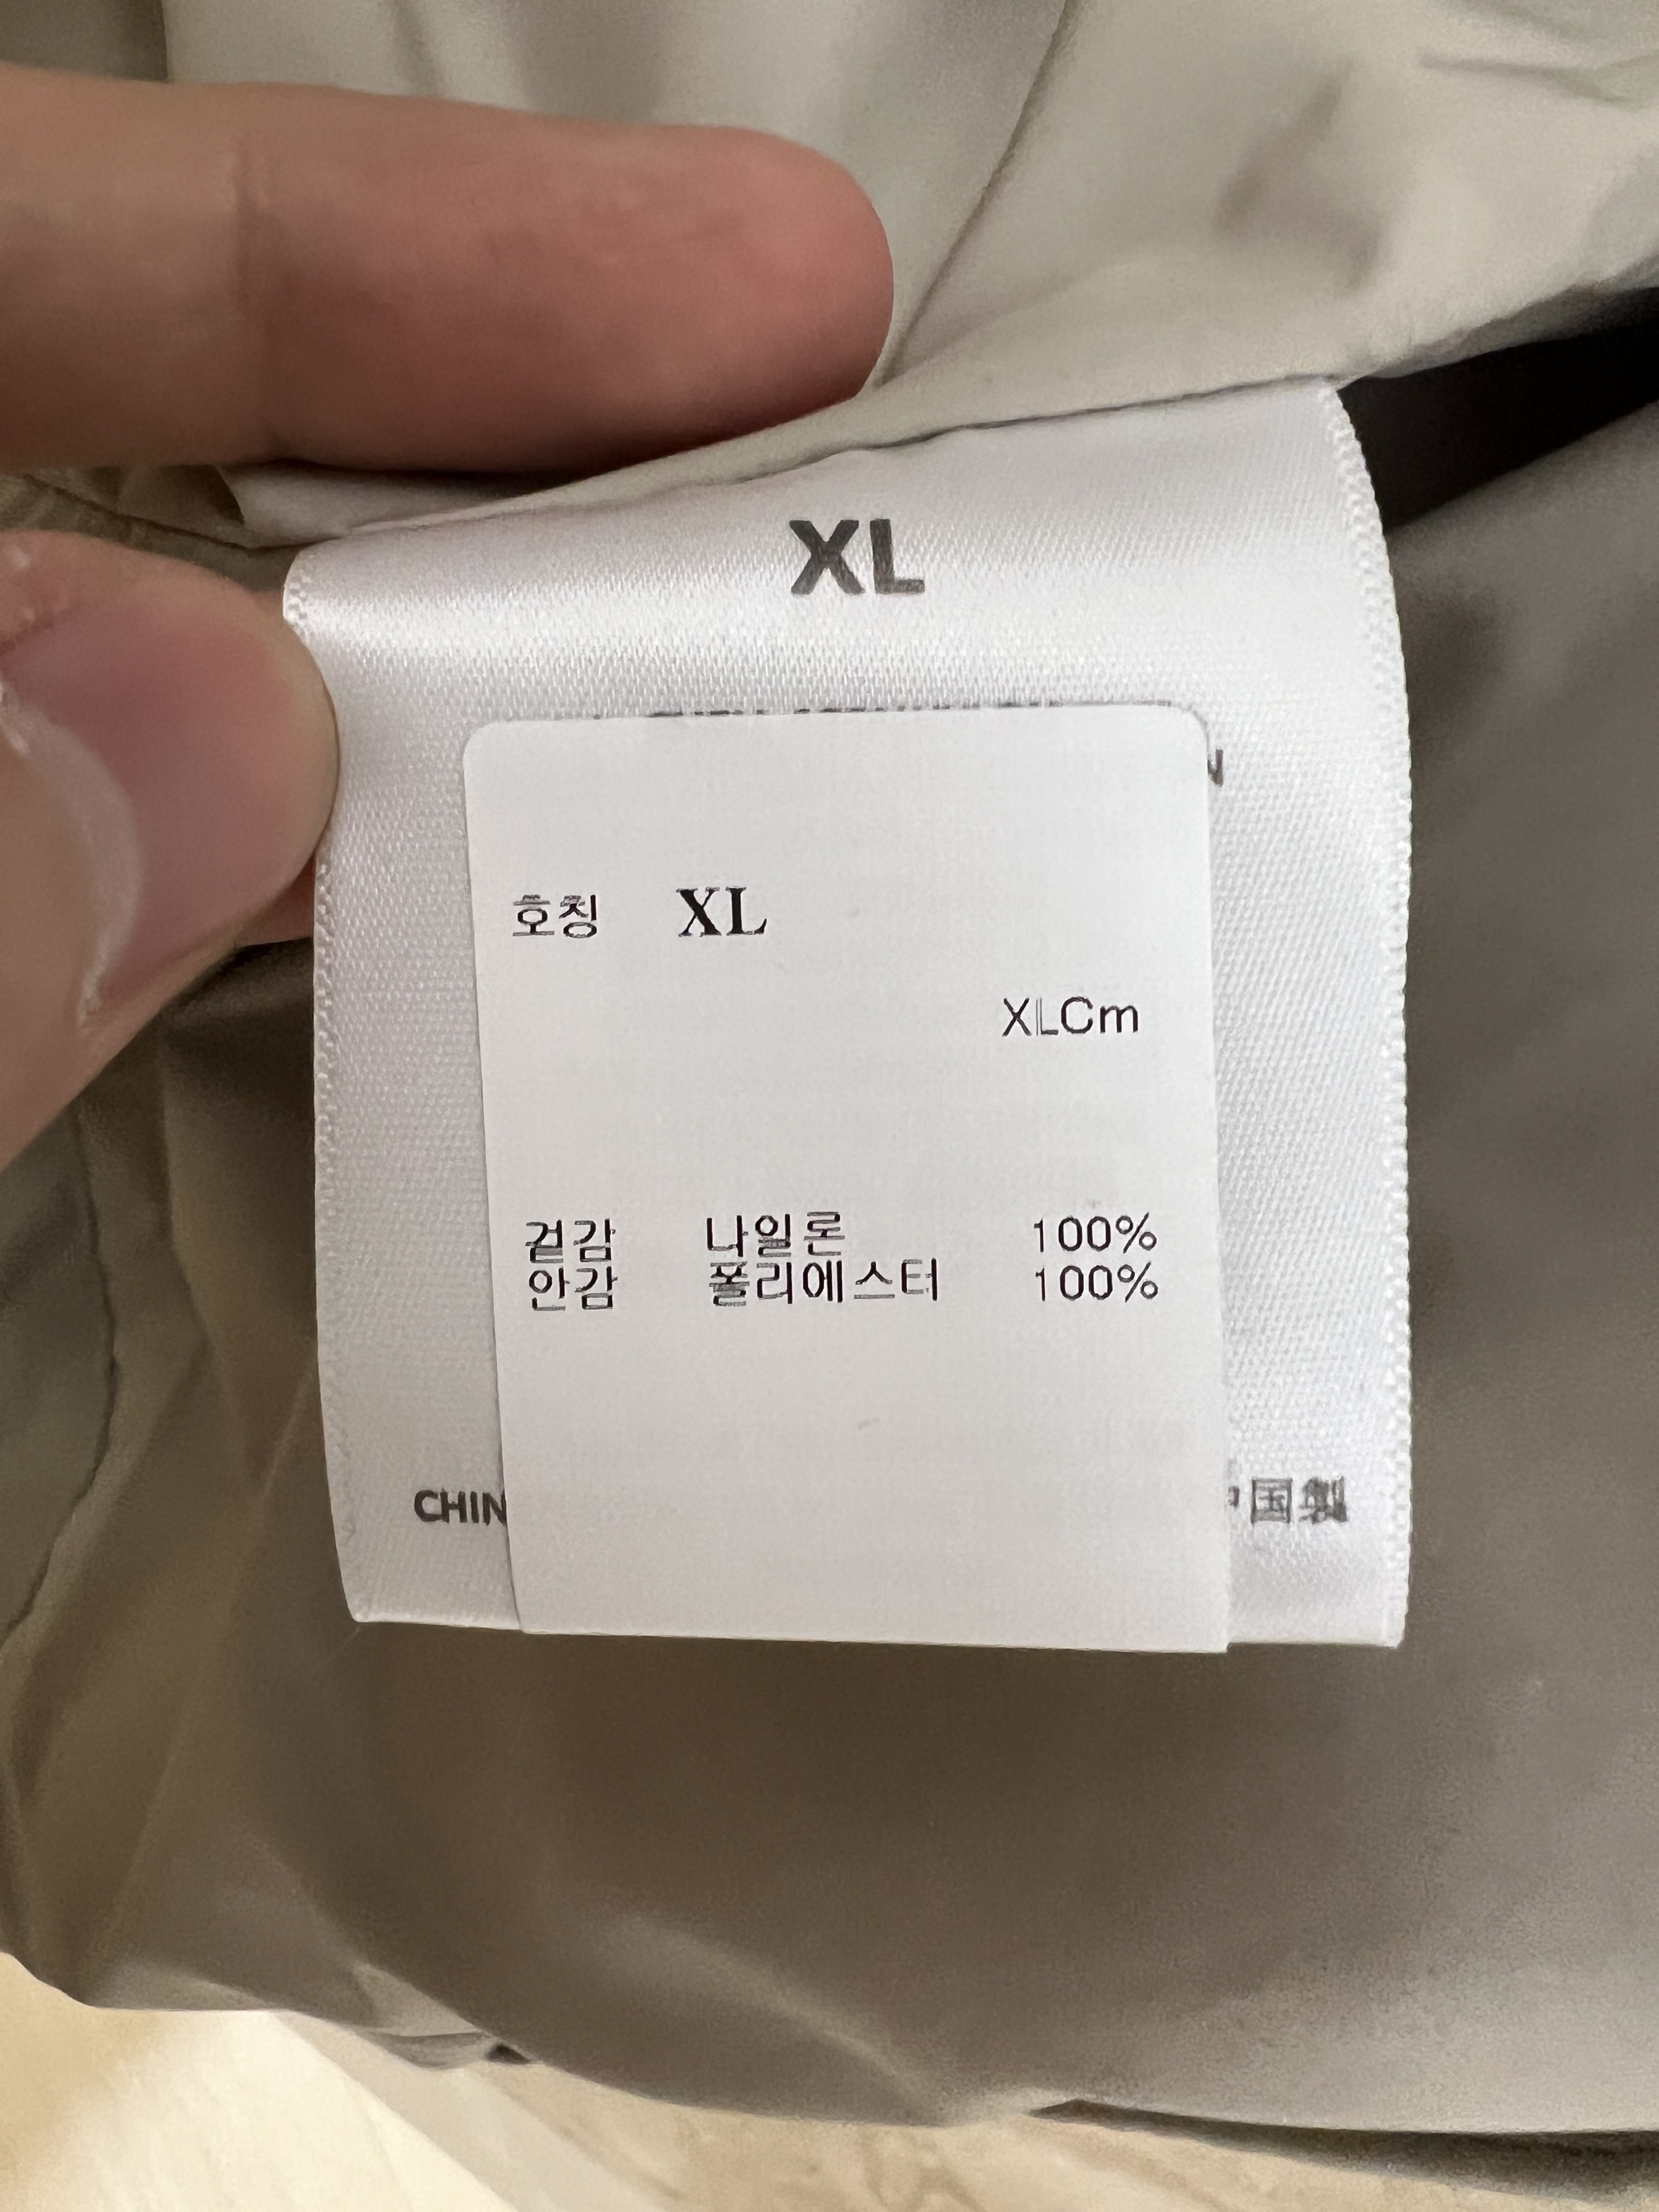 XL
호칭 XL
XLCm
겉감 나일론 100%
안감 폴리에스터 100%
CHIN 国製